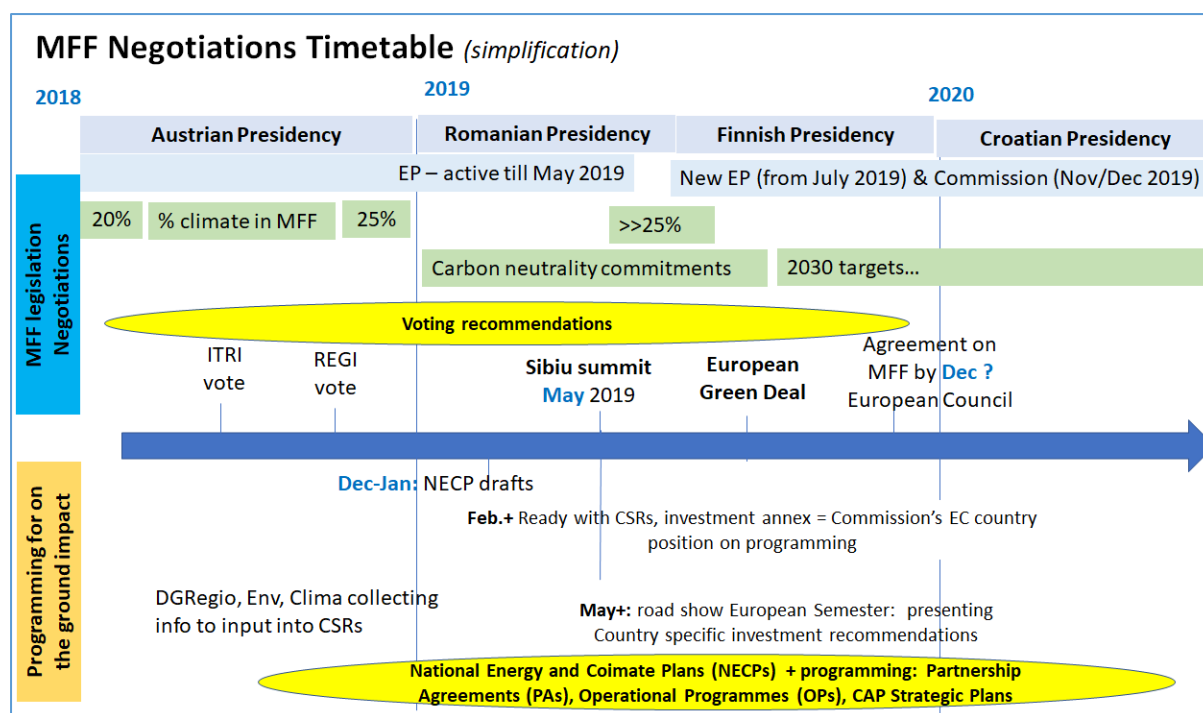 MFF Negotiations Timetable (simplification)
2018
2019
2020
Austrian Presidency
Romanian Presidency
Finnish Presidency
Croatian Presidency
EP – active till May 2019
New EP (from July 2019) & Commission (Nov/Dec 2019)
20%
% climate in MFF
25%
>>25%
Carbon neutrality commitments
2030 targets...
MFF legislation
Negotiations
Voting recommendations
ITRI
vote
REGI
vote
Sibiu summit
May 2019
European
Green Deal
Agreement on
MFF by Dec ?
European Council
Programming for on
the ground impact
Dec-Jan: NECP drafts
Feb.+ Ready with CSRs, investment annex = Commission's EC country
position on programming
DGRegio, Env, Clima collecting
info to input into CSRs
May+: road show European Semester: presenting
Country specific investment recommendations
National Energy and Coimate Plans (NECPs) + programming: Partnership
Agreements (PAs), Operational Programmes (OPs), CAP Strategic Plans